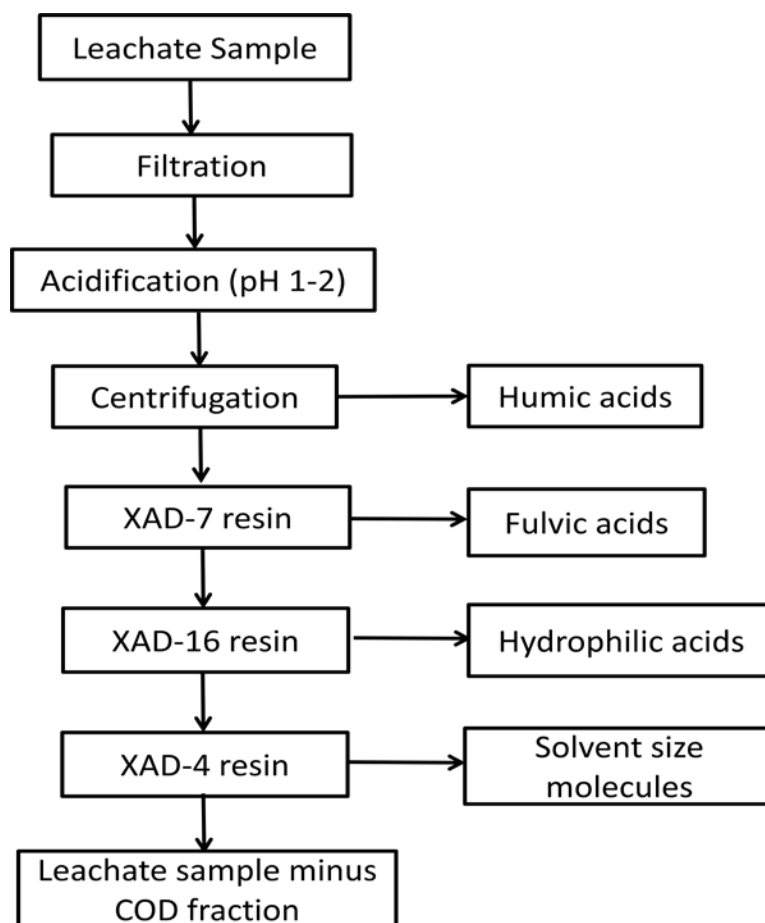 Leachate Sample
Filtration
Acidification (pH 1-2)
Centrifugation
Humic acids
XAD-7 resin
Fulvic acids
XAD-16 resin
Hydrophilic acids
XAD-4 resin
Solvent size
molecules
Leachate sample minus
COD fraction